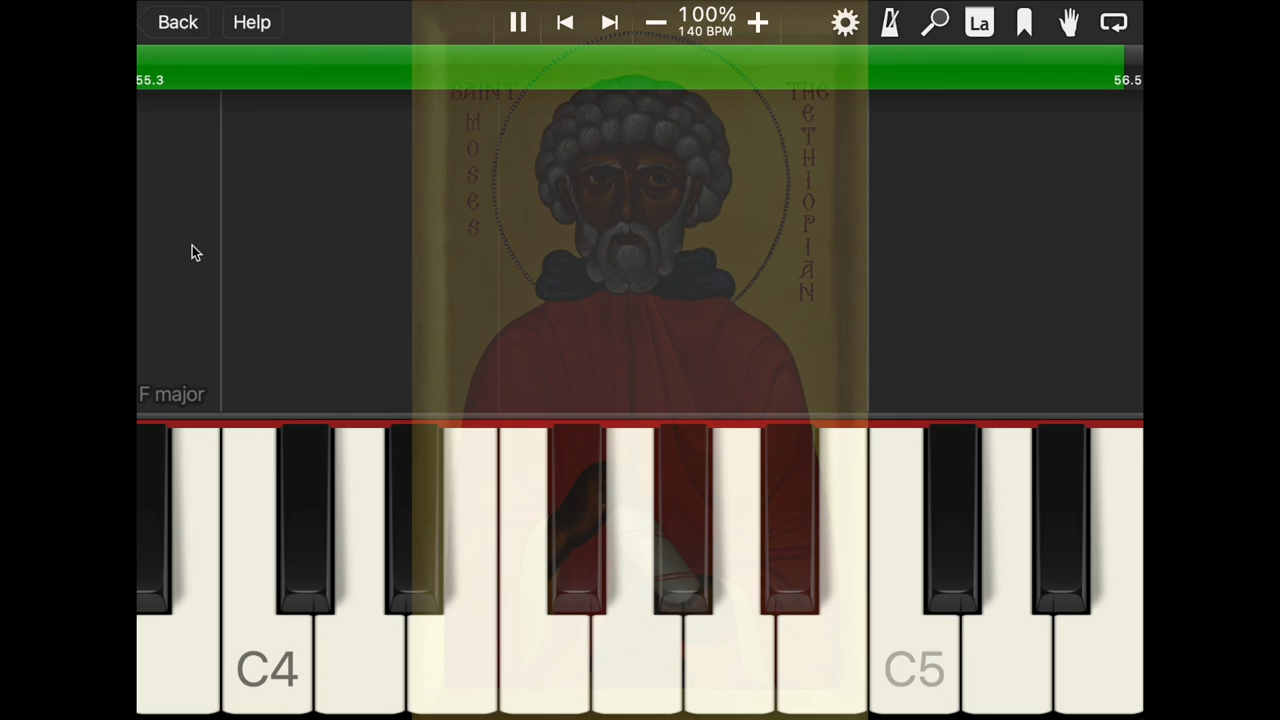 Back
Help
100%
140 BPM
La
55.3
56.5
SAINT
MOSES
THE
ETHIOPIAN
F major
C4
C5